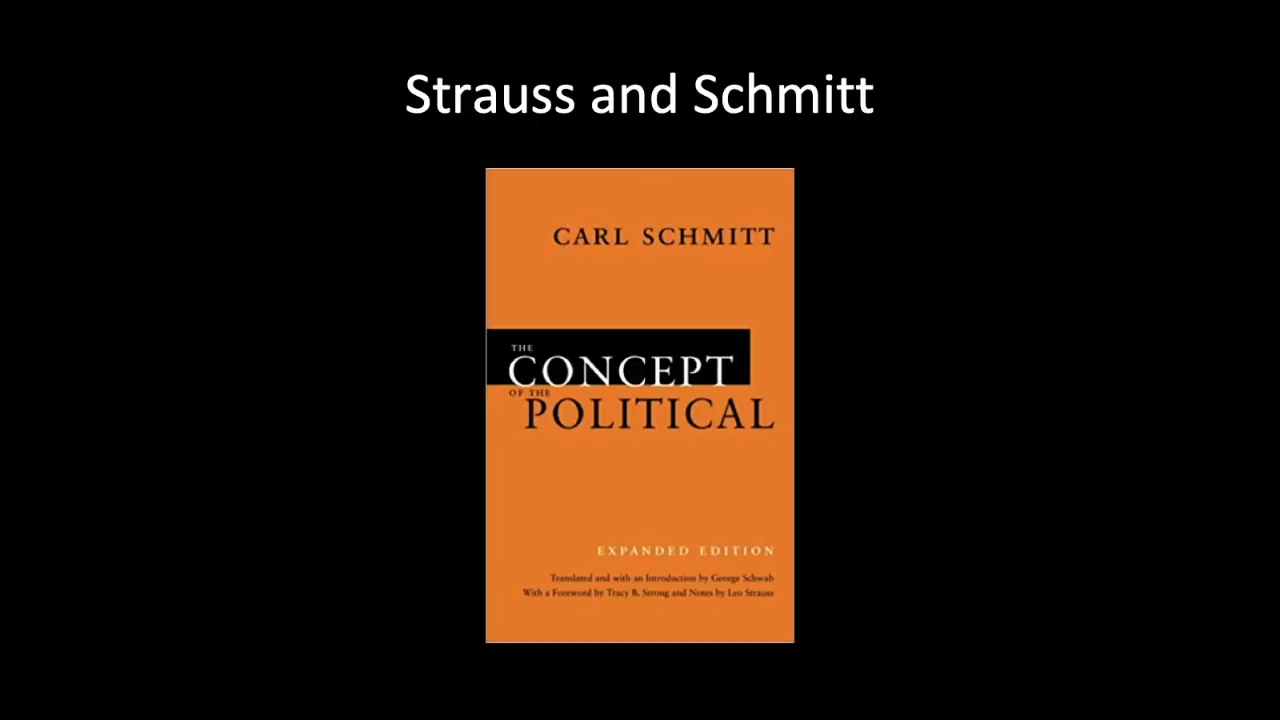 Strauss and Schmitt
CARL SCHMITT
THE
CONCEPT
OF THE
POLITICAL
EXPANDED EDITION
Translated and with an Introduction by George Schwab
With a Foreword by Tracy B. Strong and Notes by Leo Strauss